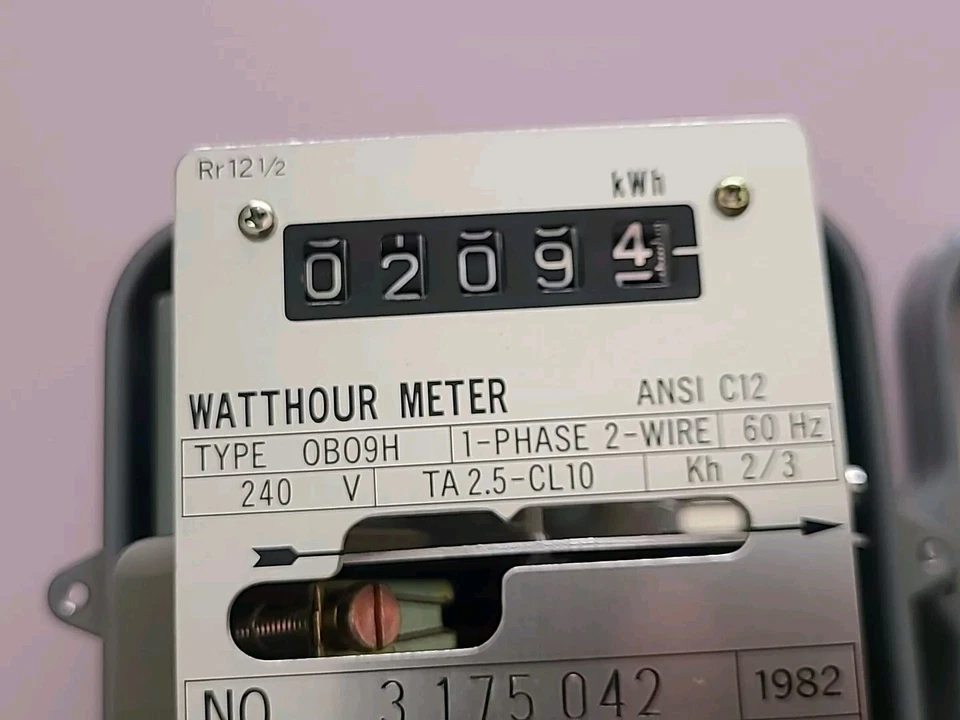 Rr 12 1/2
kWh
0 2 0 9 4
WATTHOUR METER ANSI C12
TYPE OB09H 1-PHASE 2-WIRE 60 Hz
240 V TA 2.5-CL10 Kh 2/3
NO 3 175 042 1982